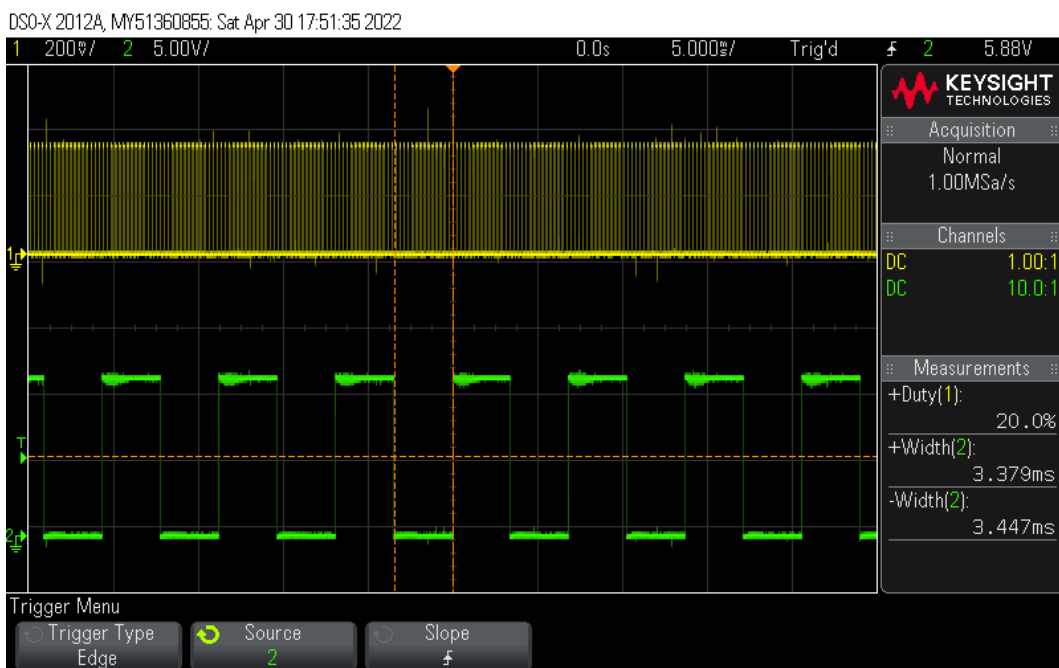 DSO-X 2012A, MY51360855: Sat Apr 30 17:51:35 2022
1 200mV/ 2 5.00V/ 0.0s 5.000ms/ Trig'd 2 5.88V
KEYSIGHT
TECHNOLOGIES
Acquisition
Normal
1.00MSa/s
Channels
DC 1.00:1
DC 10.0:1
Measurements
+Duty(1):
20.0%
+Width(2):
3.379ms
-Width(2):
3.447ms
1
T
2
Trigger Menu
Trigger Type
Edge
Source
2
Slope